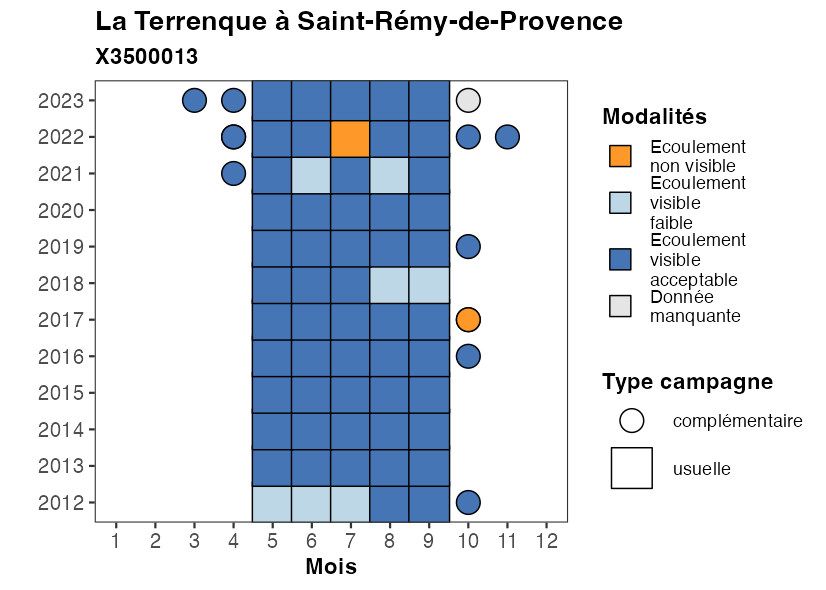 La Terrenque à Saint-Rémy-de-Provence
X3500013
2023
2022
2021
2020
2019
2018
2017
2016
2015
2014
2013
2012
1 2 3 4 5 6 7 8 9 10 11 12
Mois
Modalités
Ecoulement
non visible
Ecoulement
visible
faible
Ecoulement
visible
acceptable
Donnée
manquante
Type campagne
complémentaire
usuelle